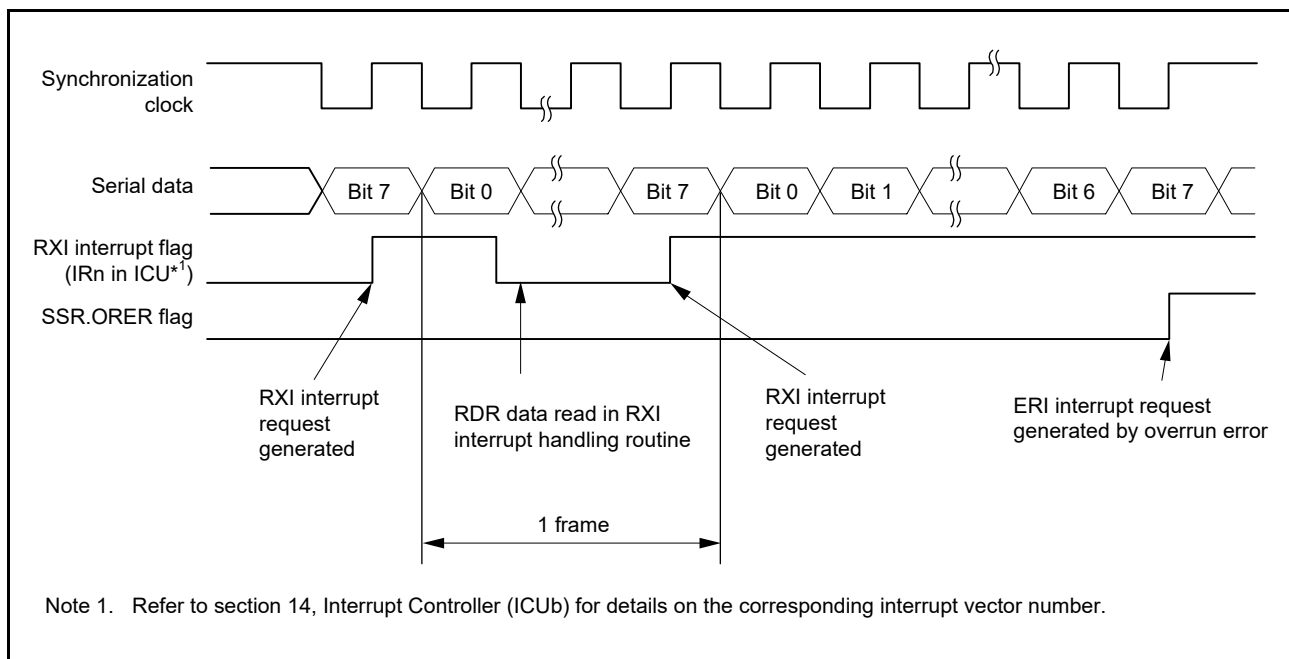 Synchronization
clock
Serial data
Bit 7
Bit 0
Bit 7
Bit 0
Bit 1
Bit 6
Bit 7
RXI interrupt flag
(IRn in ICU*1)
SSR.ORER flag
RXI interrupt
request
generated
RDR data read in RXI
interrupt handling routine
RXI interrupt
request
generated
ERI interrupt request
generated by overrun error
1 frame
Note 1. Refer to section 14, Interrupt Controller (ICUb) for details on the corresponding interrupt vector number.